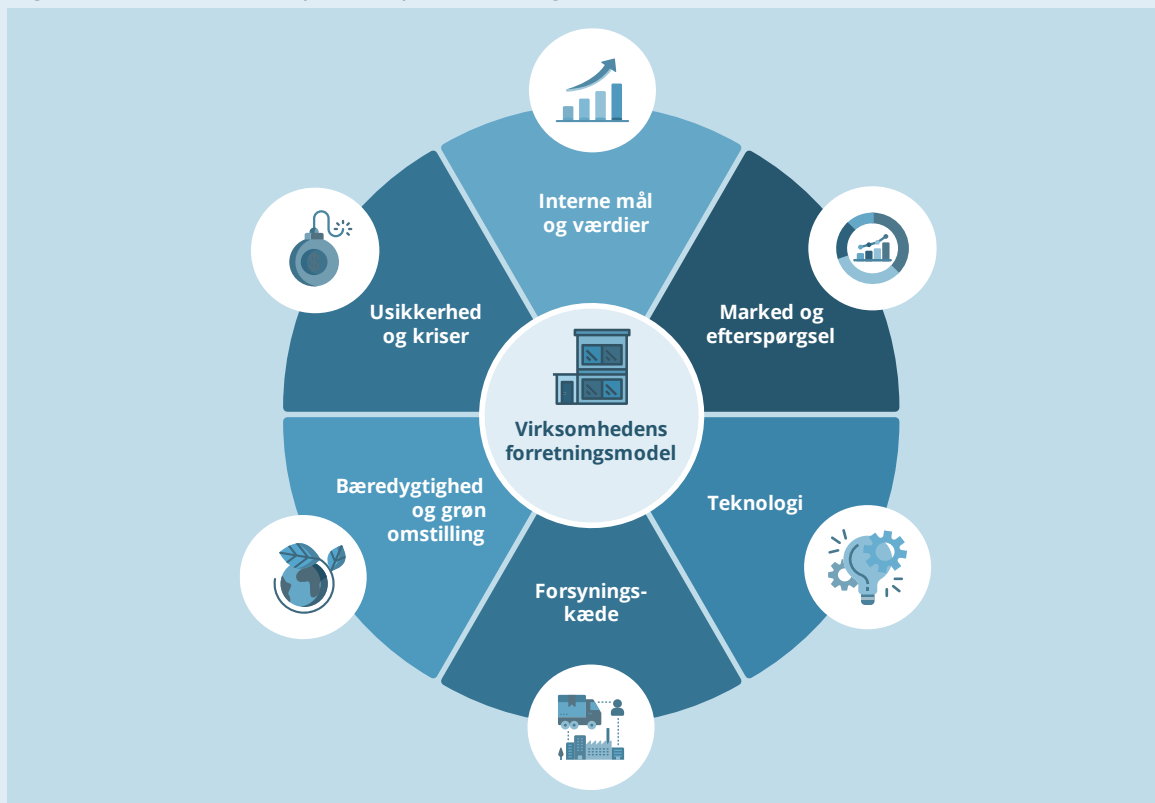 Interne mål
og værdier
Marked og
efterspørgsel
Teknologi
Forsynings-
kæde
Bæredygtighed
og grøn
omstilling
Usikkerhed
og kriser
Virksomhedens
forretningsmodel